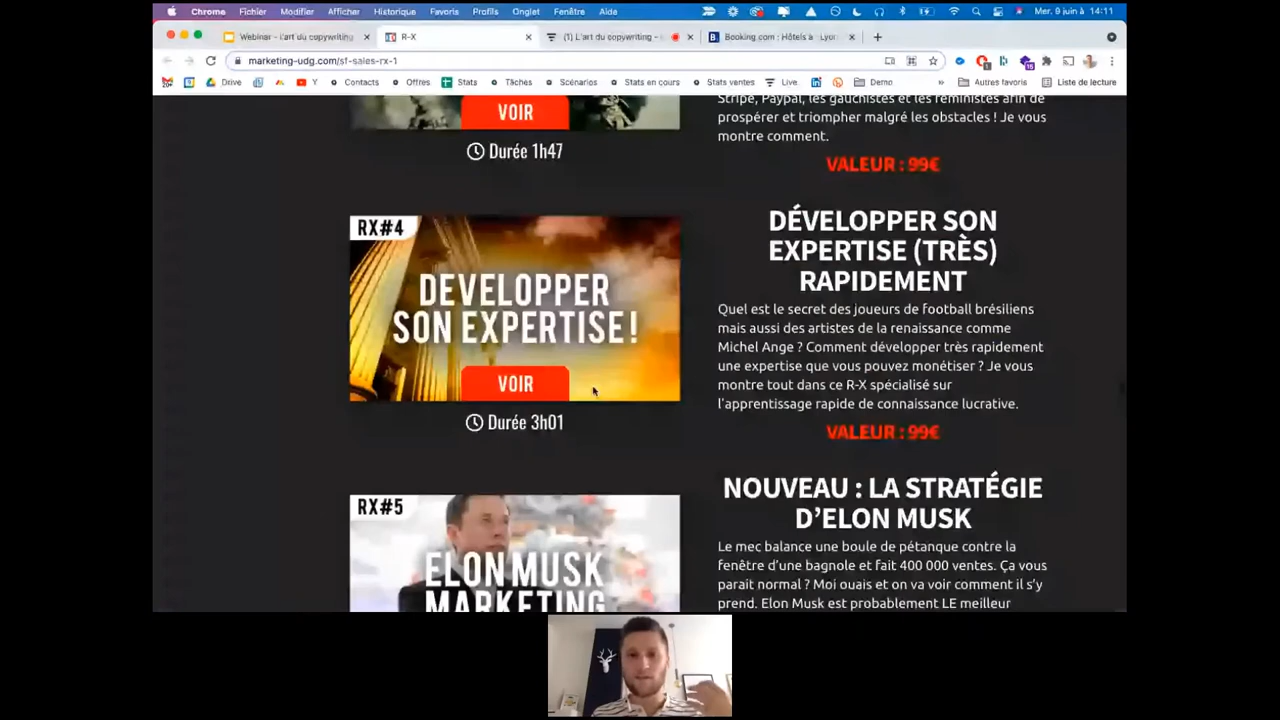 Chrome Fichier Modifier Afficher Historique Favoris Profils Onglet Fenêtre Aide Mer. 9 juin à 14:11
Webinar - l'art du copywriting × R-X × (1) L'art du copywriting - × Booking.com : Hôtels à Lyon × +
marketing-udg.com/sf-sales-rx-1
Drive Y Contacts Offres Stats Tâches Scénarios Stats en cours Stats ventes Live Démo » Autres favoris Liste de lecture
Stripe, Paypal, les gauchistes et les féministes afin de
prospérer et triompher malgré les obstacles ! Je vous
montre comment.
VOIR
Durée 1h47
VALEUR : 99€
RX#4
DEVELOPPER
SON EXPERTISE !
VOIR
Durée 3h01
DÉVELOPPER SON
EXPERTISE (TRÈS)
RAPIDEMENT
Quel est le secret des joueurs de football brésiliens
mais aussi des artistes de la renaissance comme
Michel Ange ? Comment développer très rapidement
une expertise que vous pouvez monétiser ? Je vous
montre tout dans ce R-X spécialisé sur
l'apprentissage rapide de connaissance lucrative.
VALEUR : 99€
RX#5
ELON MUSK
MARKETING
NOUVEAU : LA STRATÉGIE
D'ELON MUSK
Le mec balance une boule de pétanque contre la
fenêtre d'une bagnole et fait 400 000 ventes. Ça vous
parait normal ? Moi ouais et on va voir comment il s'y
prend. Elon Musk est probablement LE meilleur